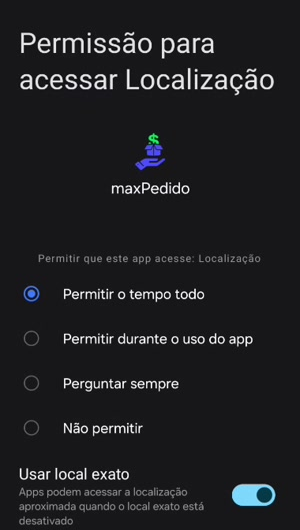 Permissão para
acessar Localização
$
maxPedido
Permitir que este app acesse: Localização
Permitir o tempo todo
Permitir durante o uso do app
Perguntar sempre
Não permitir
Usar local exato
Apps podem acessar a localização
aproximada quando o local exato está
desativado